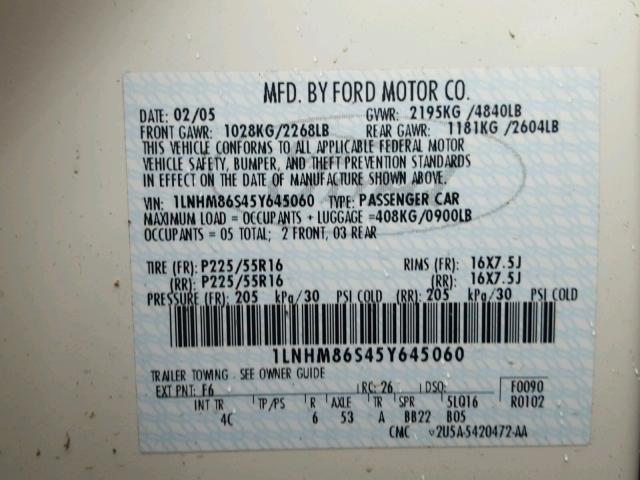 MFD. BY FORD MOTOR CO.
DATE: 02/05 GVWR: 2195KG /4840LB
FRONT GAWR: 1028KG/2268LB REAR GAWR: 1181KG /2604LB
THIS VEHICLE CONFORMS TO ALL APPLICABLE FEDERAL MOTOR
VEHICLE SAFETY, BUMPER, AND THEFT PREVENTION STANDARDS
IN EFFECT ON THE DATE OF MANUFACTURE SHOWN ABOVE.
VIN: 1LNHM86S45Y645060 TYPE: PASSENGER CAR
MAXIMUM LOAD = OCCUPANTS + LUGGAGE =408KG/0900LB
OCCUPANTS = 05 TOTAL; 2 FRONT, 03 REAR
TIRE (FR): P225/55R16 RIMS (FR): 16X7.5J
(RR): P225/55R16 (RR): 16X7.5J
PRESSURE (FR): 205 kPa/30 PSI COLD (RR): 205 kPa/30 PSI COLD
1LNHM86S45Y645060
TRAILER TOWING - SEE OWNER GUIDE
EXT PNT: F6 RC: 26 DSO: F0090
INT TR TP/PS R AXLE TR SPR 5L016 R0102
4C 6 53 A BB22 B05
CMC v2U5A-5420472-AA